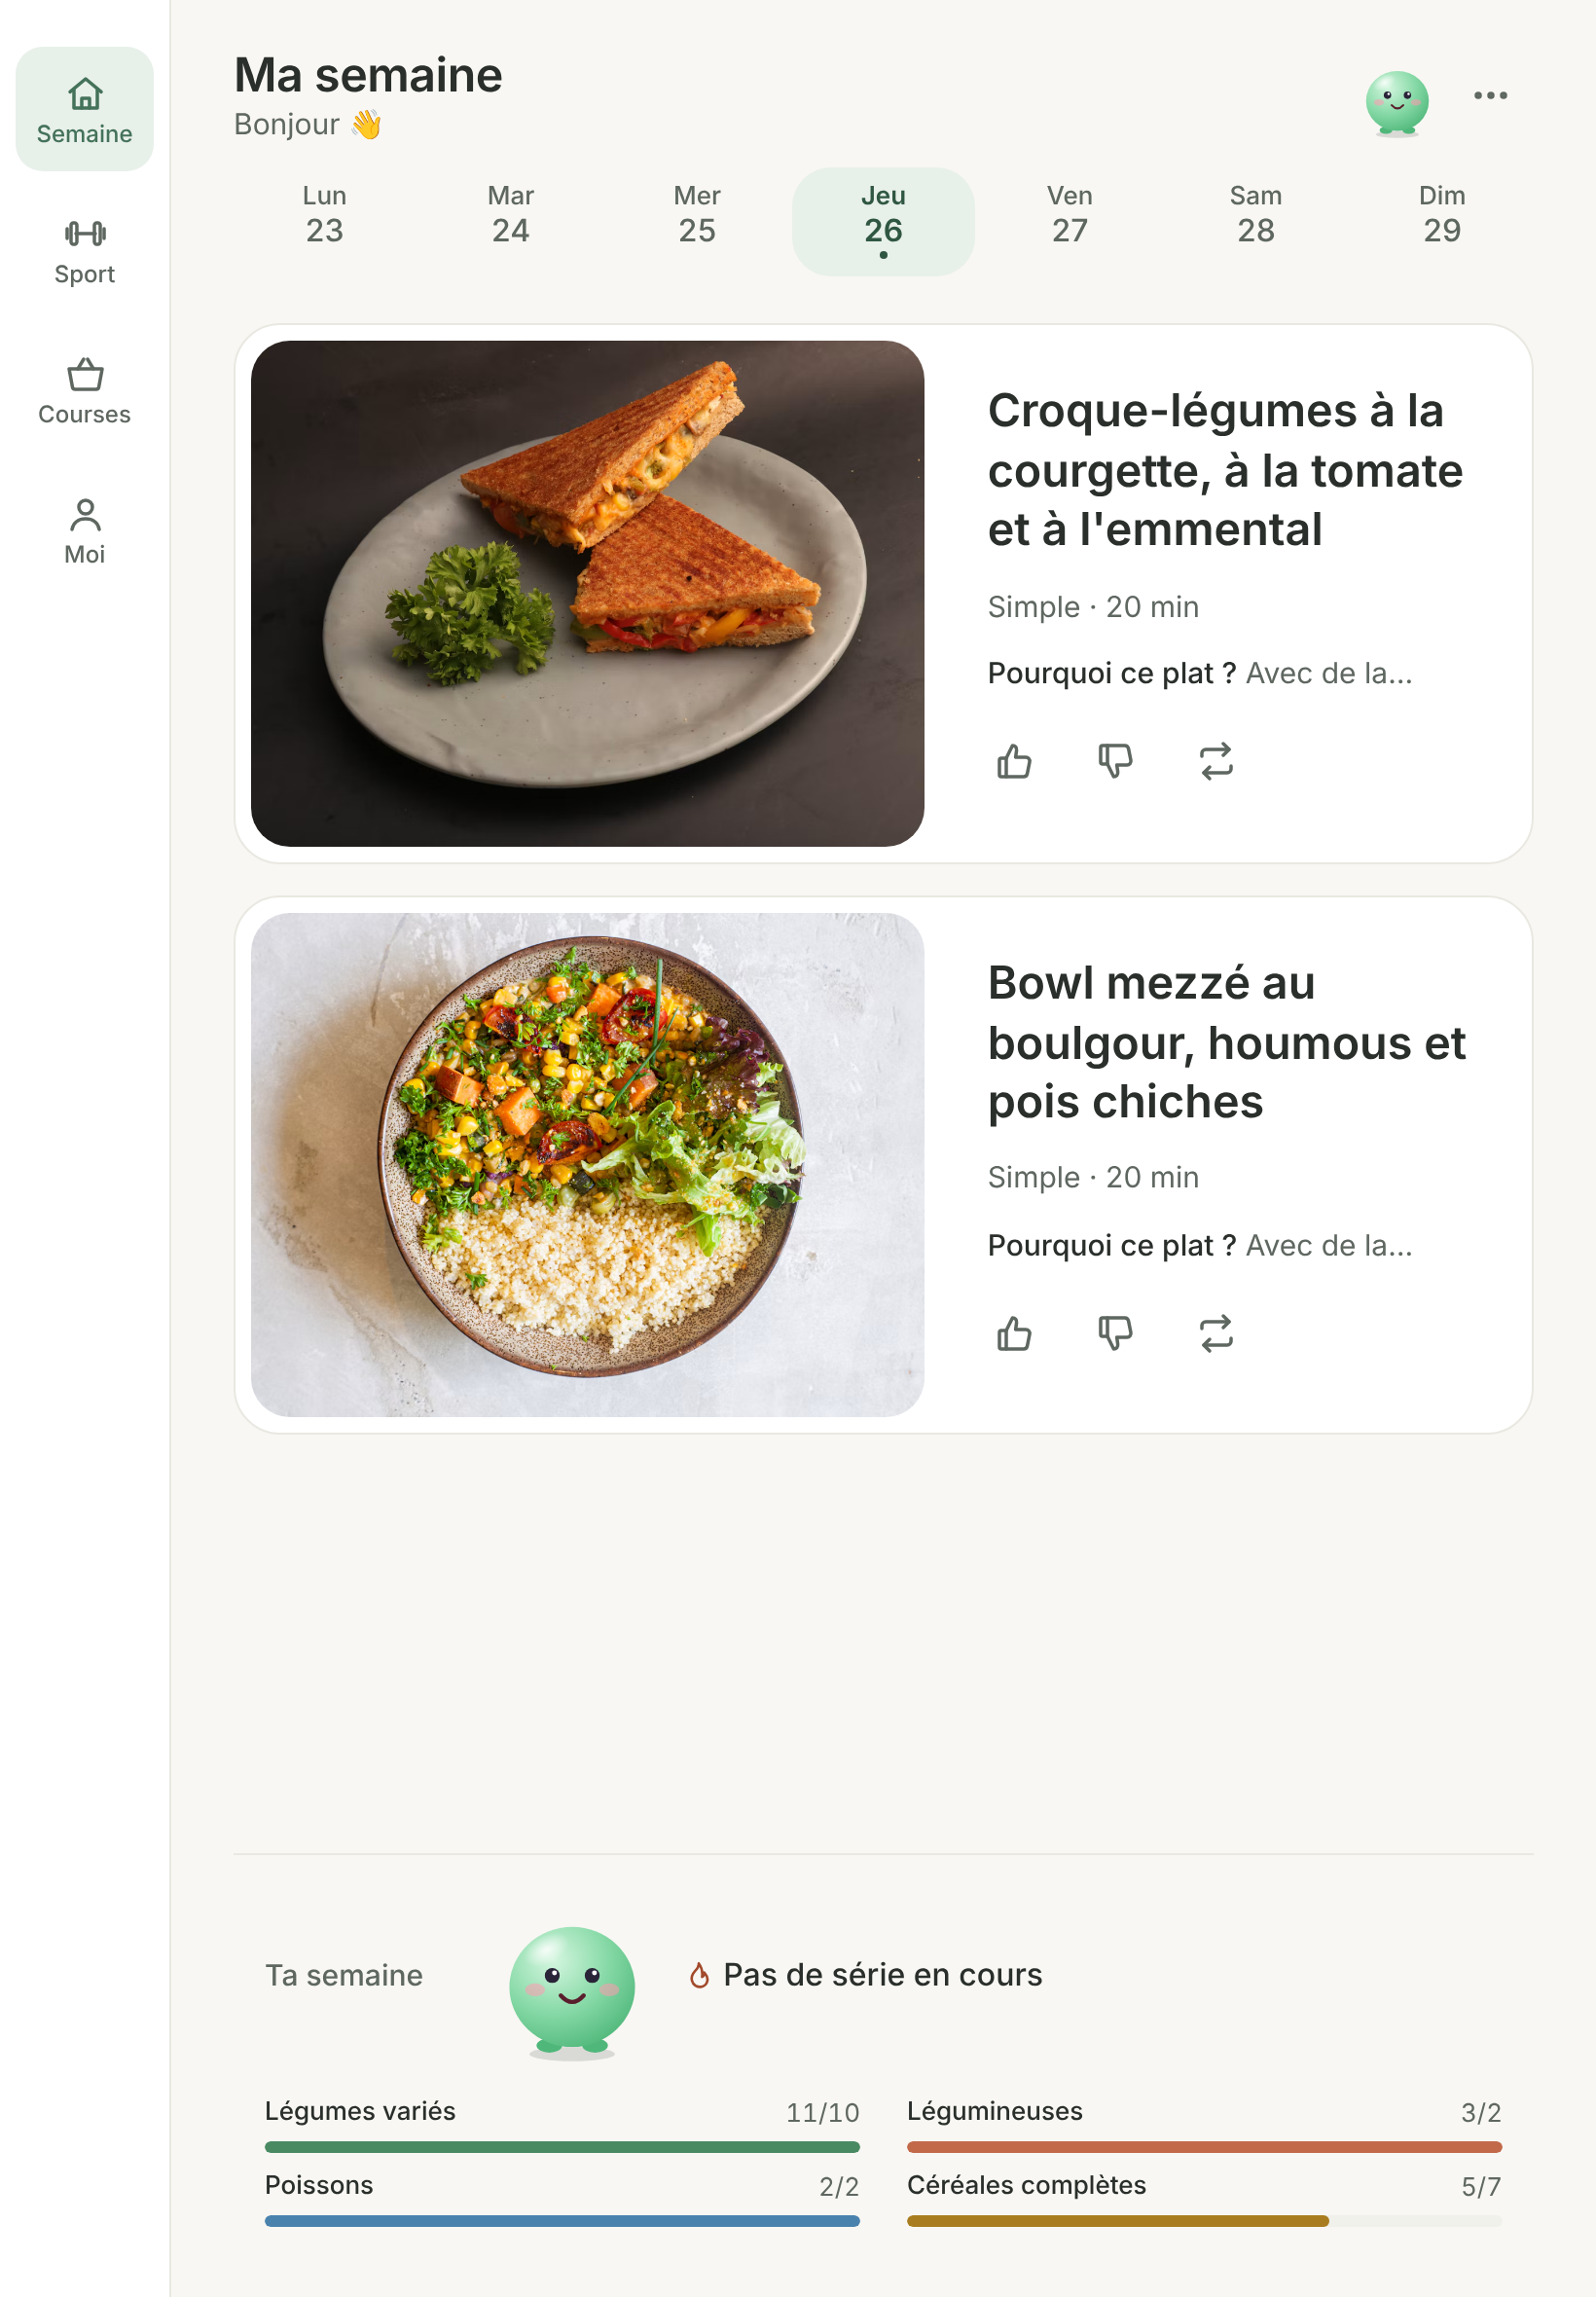 Ma semaine
Bonjour 👋
Semaine
Sport
Courses
Moi
Lun Mar Mer Jeu Ven Sam Dim
23 24 25 26 27 28 29
Croque-légumes à la
courgette, à la tomate
et à l'emmental
Simple · 20 min
Pourquoi ce plat ? Avec de la...
Bowl mezzé au
boulgour, houmous et
pois chiches
Simple · 20 min
Pourquoi ce plat ? Avec de la...
Ta semaine
Pas de série en cours
Légumes variés 11/10
Légumineuses 3/2
Poissons 2/2
Céréales complètes 5/7